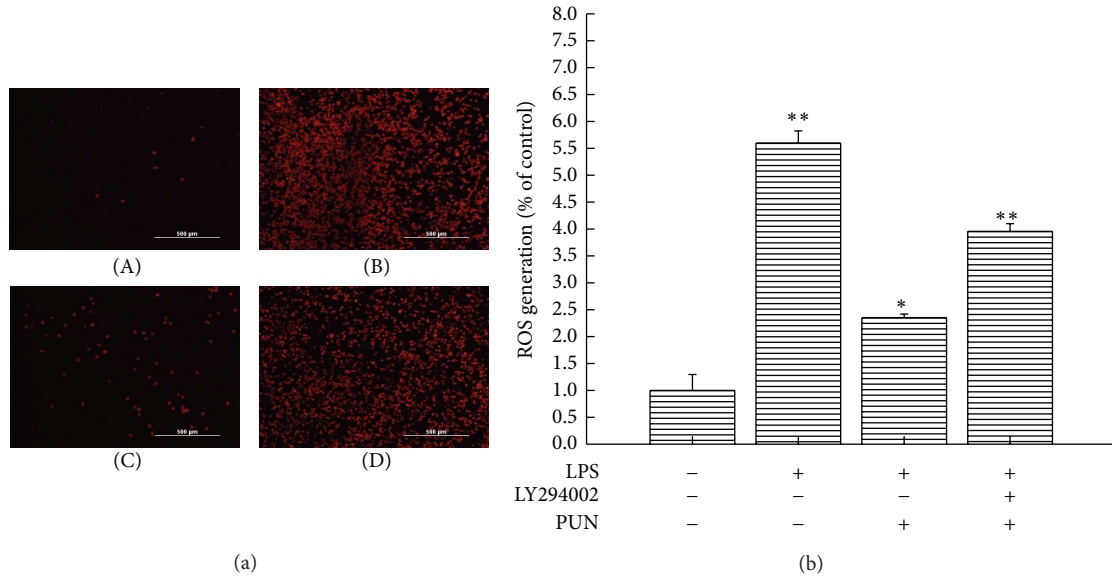 500 μm
500 μm
(A)
(B)
500 μm
500 μm
(C)
(D)
(a)
ROS generation (% of control)
8.0
7.5
7.0
6.5
6.0
5.5
5.0
4.5
4.0
3.5
3.0
2.5
2.0
1.5
1.0
0.5
0.0
**
*
**
LPS − + + +
LY294002 − − − +
PUN − − + +
(b)